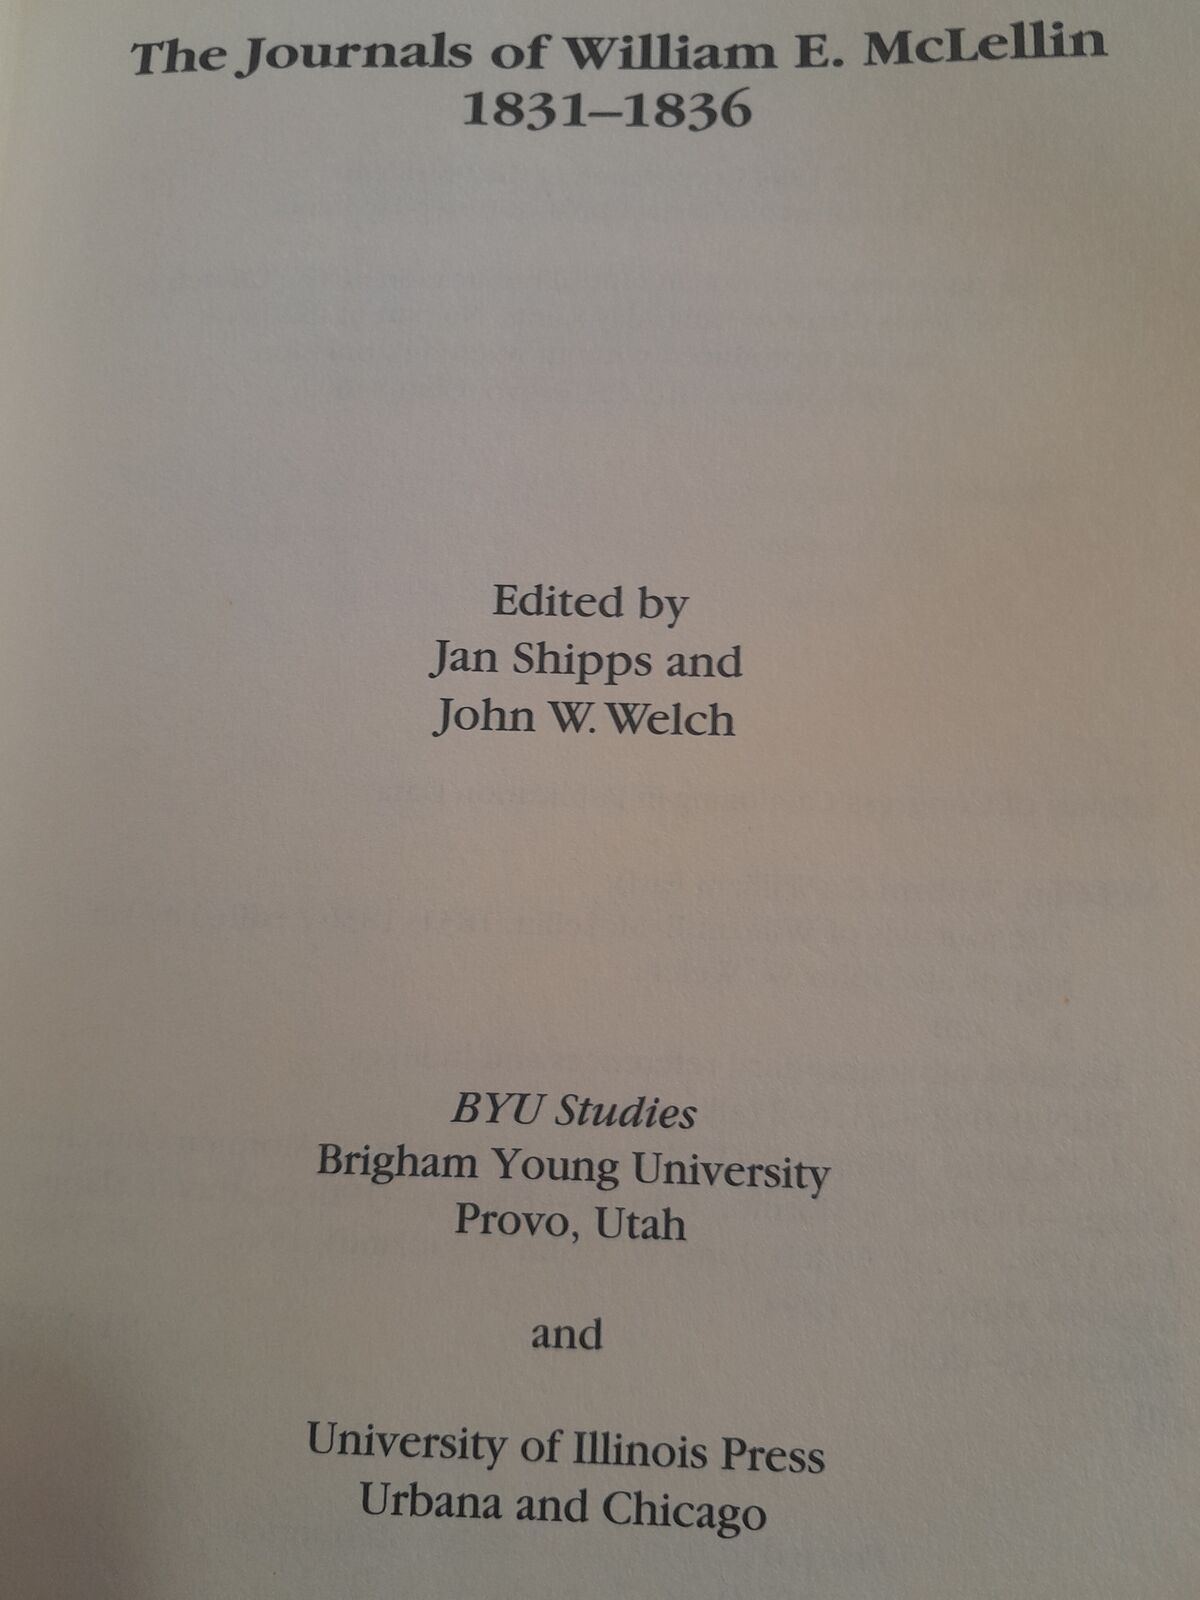 The Journals of William E. McLellin
1831–1836
Edited by
Jan Shipps and
John W. Welch
BYU Studies
Brigham Young University
Provo, Utah
and
University of Illinois Press
Urbana and Chicago